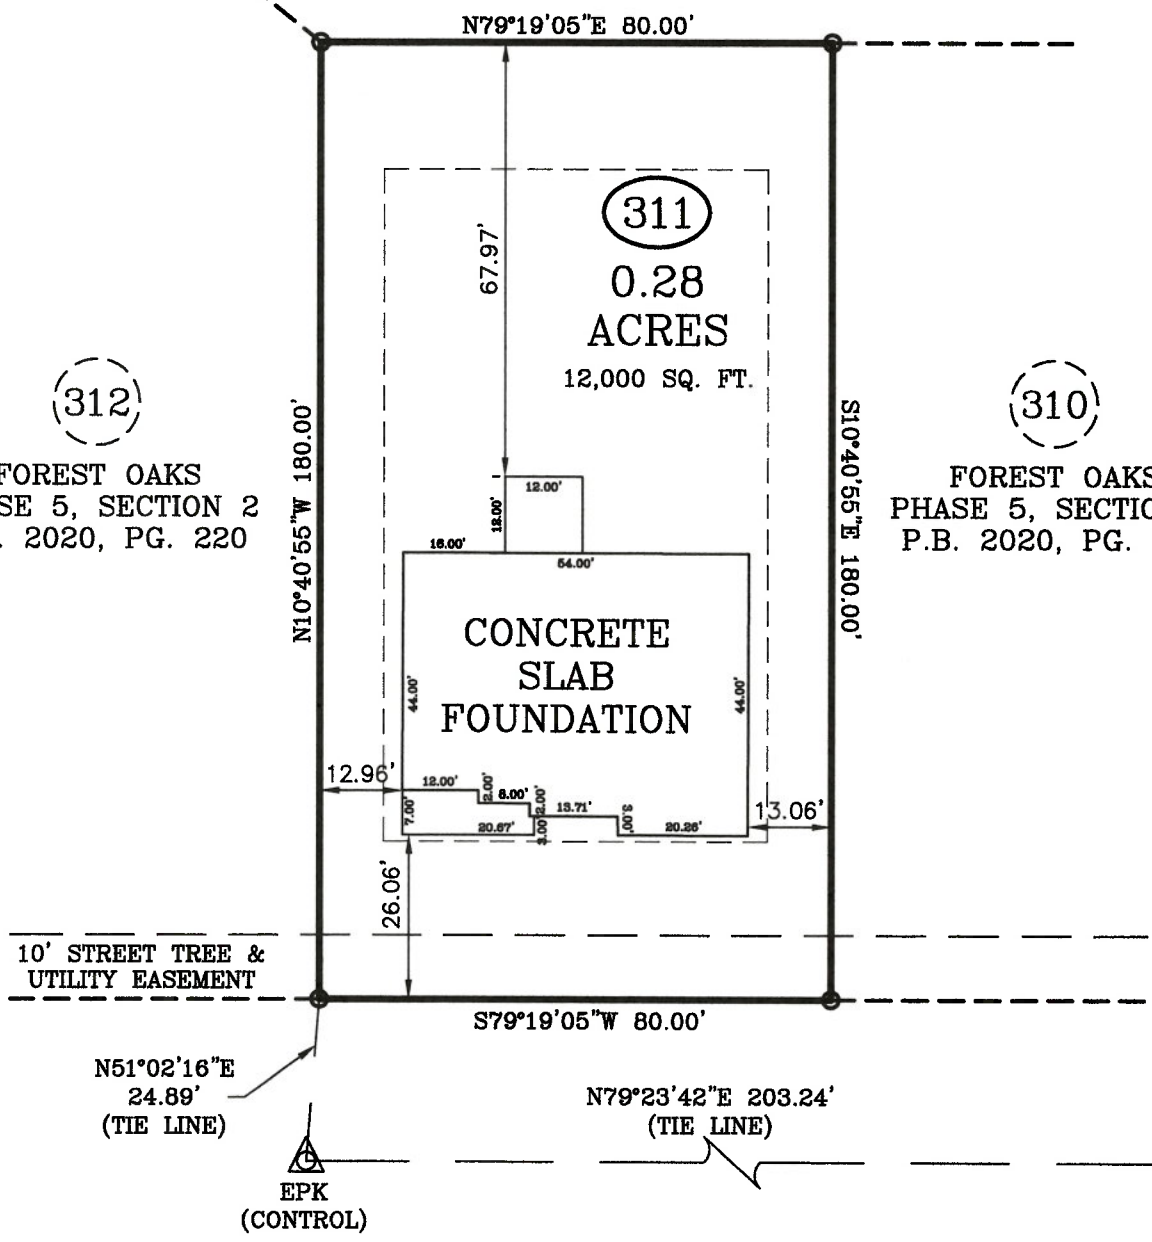 N79°19'05"E 80.00'
67.97'
311
0.28
ACRES
12,000 SQ. FT.
312
FOREST OAKS
SE 5, SECTION 2
. 2020, PG. 220
N10°40'55"W 180.00'
S10°40'55"E 180.00'
310
FOREST OAKS
PHASE 5, SECTIO
P.B. 2020, PG.
12.00'
12.00'
16.00'
54.00'
CONCRETE
SLAB
FOUNDATION
44.00'
44.00'
12.96'
12.00'
2.00'
8.00'
2.00'
13.71'
3.00'
7.00'
20.67'
3.00'
20.26'
13.06'
26.06'
10' STREET TREE &
UTILITY EASEMENT
S79°19'05"W 80.00'
N51°02'16"E
24.89'
(TIE LINE)
N79°23'42"E 203.24'
(TIE LINE)
EPK
(CONTROL)